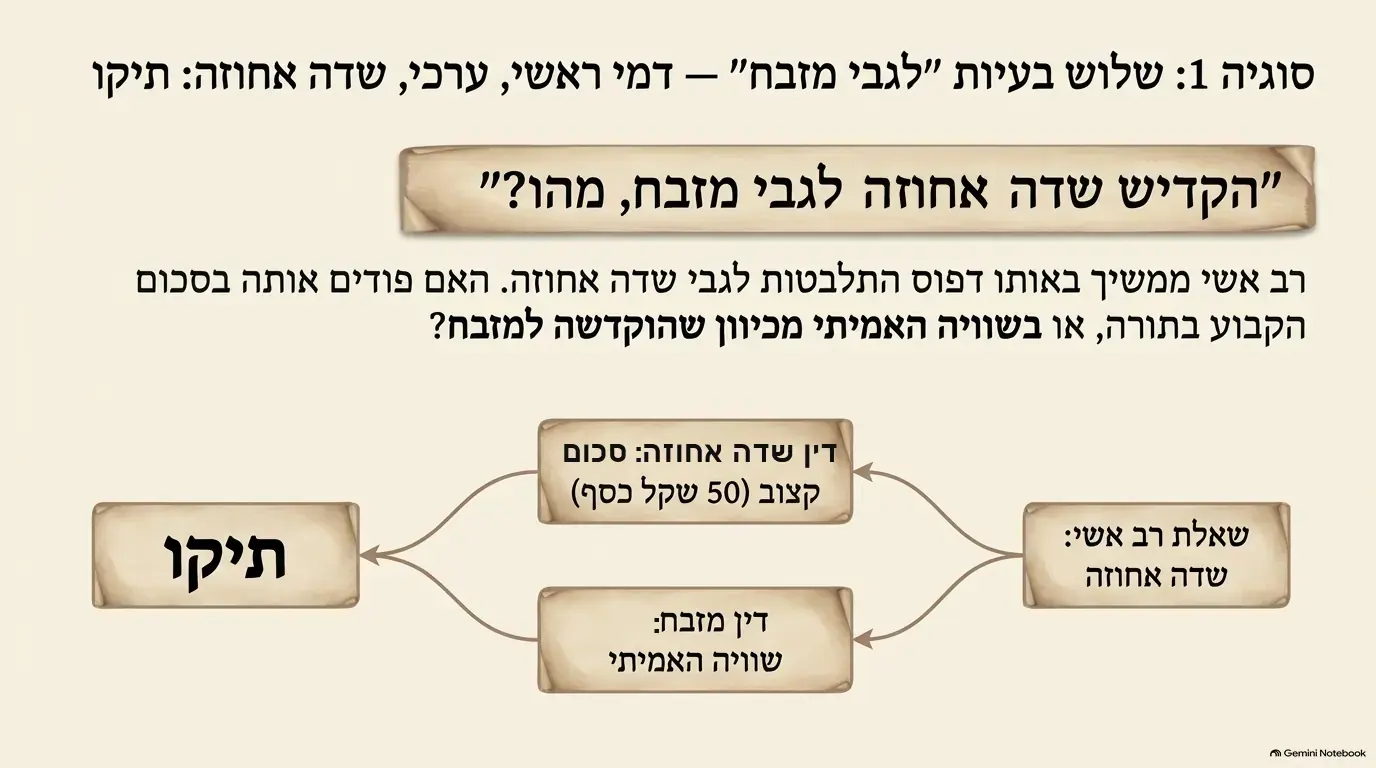 סוגיה 1: שלוש בעיות "לגבי מזבח" – דמי ראשי, ערכי, שדה אחוזה: תיקו
"הקדיש שדה אחוזה לגבי מזבח, מהו?"
רב אשי ממשיך באותו דפוס התלבטות לגבי שדה אחוזה. האם פודים אותה בסכום
הקבוע בתורה, או בשוויה האמיתי מכיוון שהוקדשה למזבח?
שאלת רב אשי:
שדה אחוזה
דין שדה אחוזה: סכום
קצוב (50 שקל כסף)
דין מזבח:
שוויה האמיתי
תיקו
Gemini Notebook